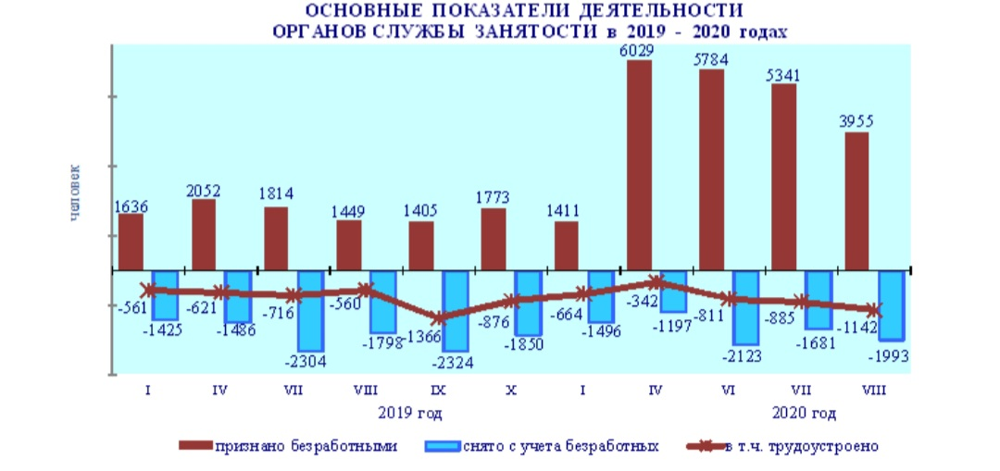 ОСНОВНЫЕ ПОКАЗАТЕЛИ ДЕЯТЕЛЬНОСТИ
ОРГАНОВ СЛУЖБЫ ЗАНЯТОСТИ в 2019 - 2020 годах
человек
1636 2052 1814 1449 1405 1773 1411 6029 5784 5341 3955
-561 -621 -716 -560 -1366 -876 -664 -342 -811 -885 -1142
-1425 -1486 -2304 -1798 -2324 -1850 -1496 -1197 -2123 -1681 -1993
I IV VII VIII IX X I IV VI VII VIII
2019 год 2020 год
признано безработными снято с учета безработных в т.ч. трудоустроено